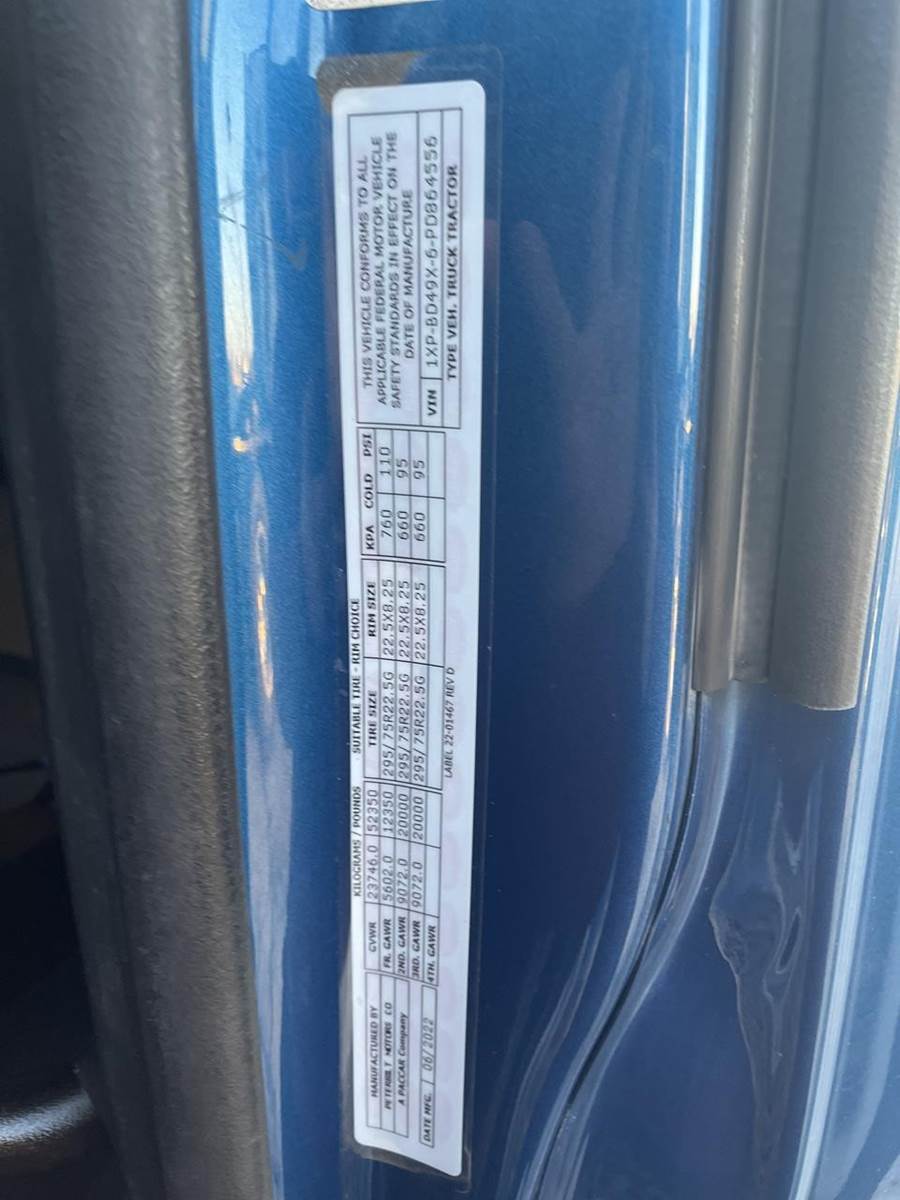 MANUFACTURED BY
PETERBILT MOTORS CO
A PACCAR Company
DATE MFG. 06/2022
KILOGRAMS / POUNDS
GVWR 23746.0 52350
FR. GAWR 5602.0 12350
2ND. GAWR 9072.0 20000
3RD. GAWR 9072.0 20000
4TH. GAWR
SUITABLE TIRE - RIM CHOICE
TIRE SIZE RIM SIZE KPA COLD PSI
295/75R22.5G 22.5X8.25 760 110
295/75R22.5G 22.5X8.25 660 95
295/75R22.5G 22.5X8.25 660 95
LABEL 22-01467 REV D
THIS VEHICLE CONFORMS TO ALL
APPLICABLE FEDERAL MOTOR VEHICLE
SAFETY STANDARDS IN EFFECT ON THE
DATE OF MANUFACTURE
VIN 1XP-BD49X-6-PD864556
TYPE VEH. TRUCK TRACTOR